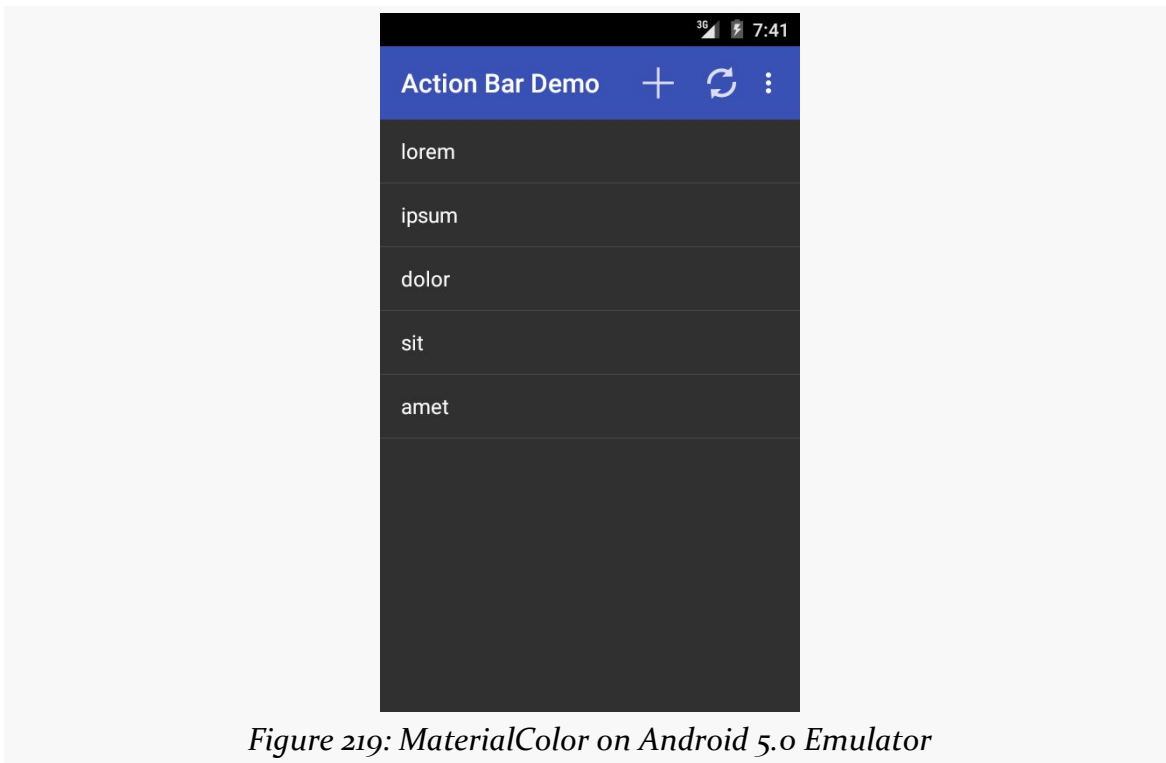 3G 7:41
Action Bar Demo
lorem
ipsum
dolor
sit
amet
Figure 219: MaterialColor on Android 5.0 Emulator